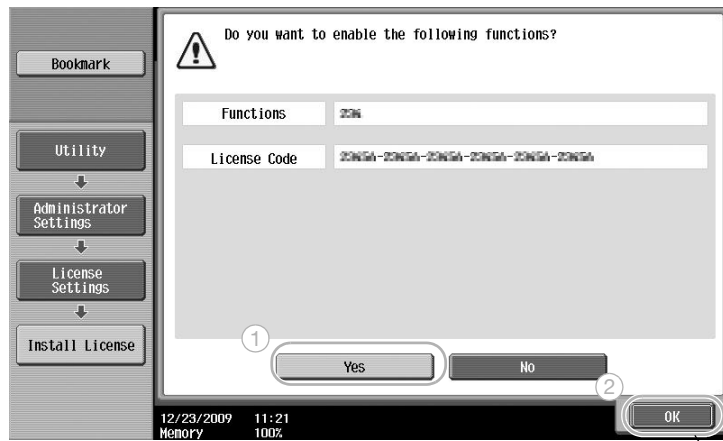 Do you want to enable the following functions?
Bookmark
Functions
Utility
License Code
Administrator
Settings
License
Settings
Install License
1
Yes
No
2
OK
12/23/2009 11:21
Memory 100%